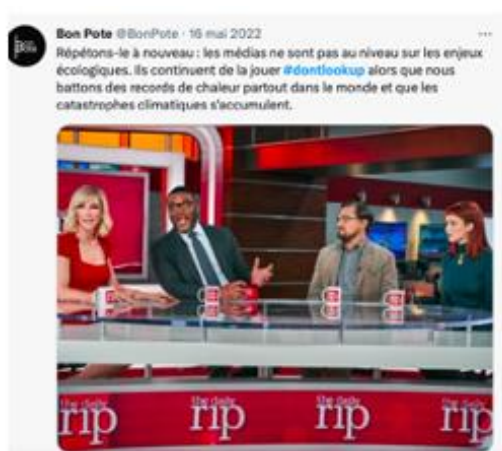 Bon Pote @BonPote · 16 mai 2022
Répétons-le à nouveau : les médias ne sont pas au niveau sur les enjeux
écologiques. Ils continuent de la jouer #dontlookup alors que nous
battons des records de chaleur partout dans le monde et que les
catastrophes climatiques s'accumulent.
the daily
rip
the daily
rip
the daily
rip
the daily
rip